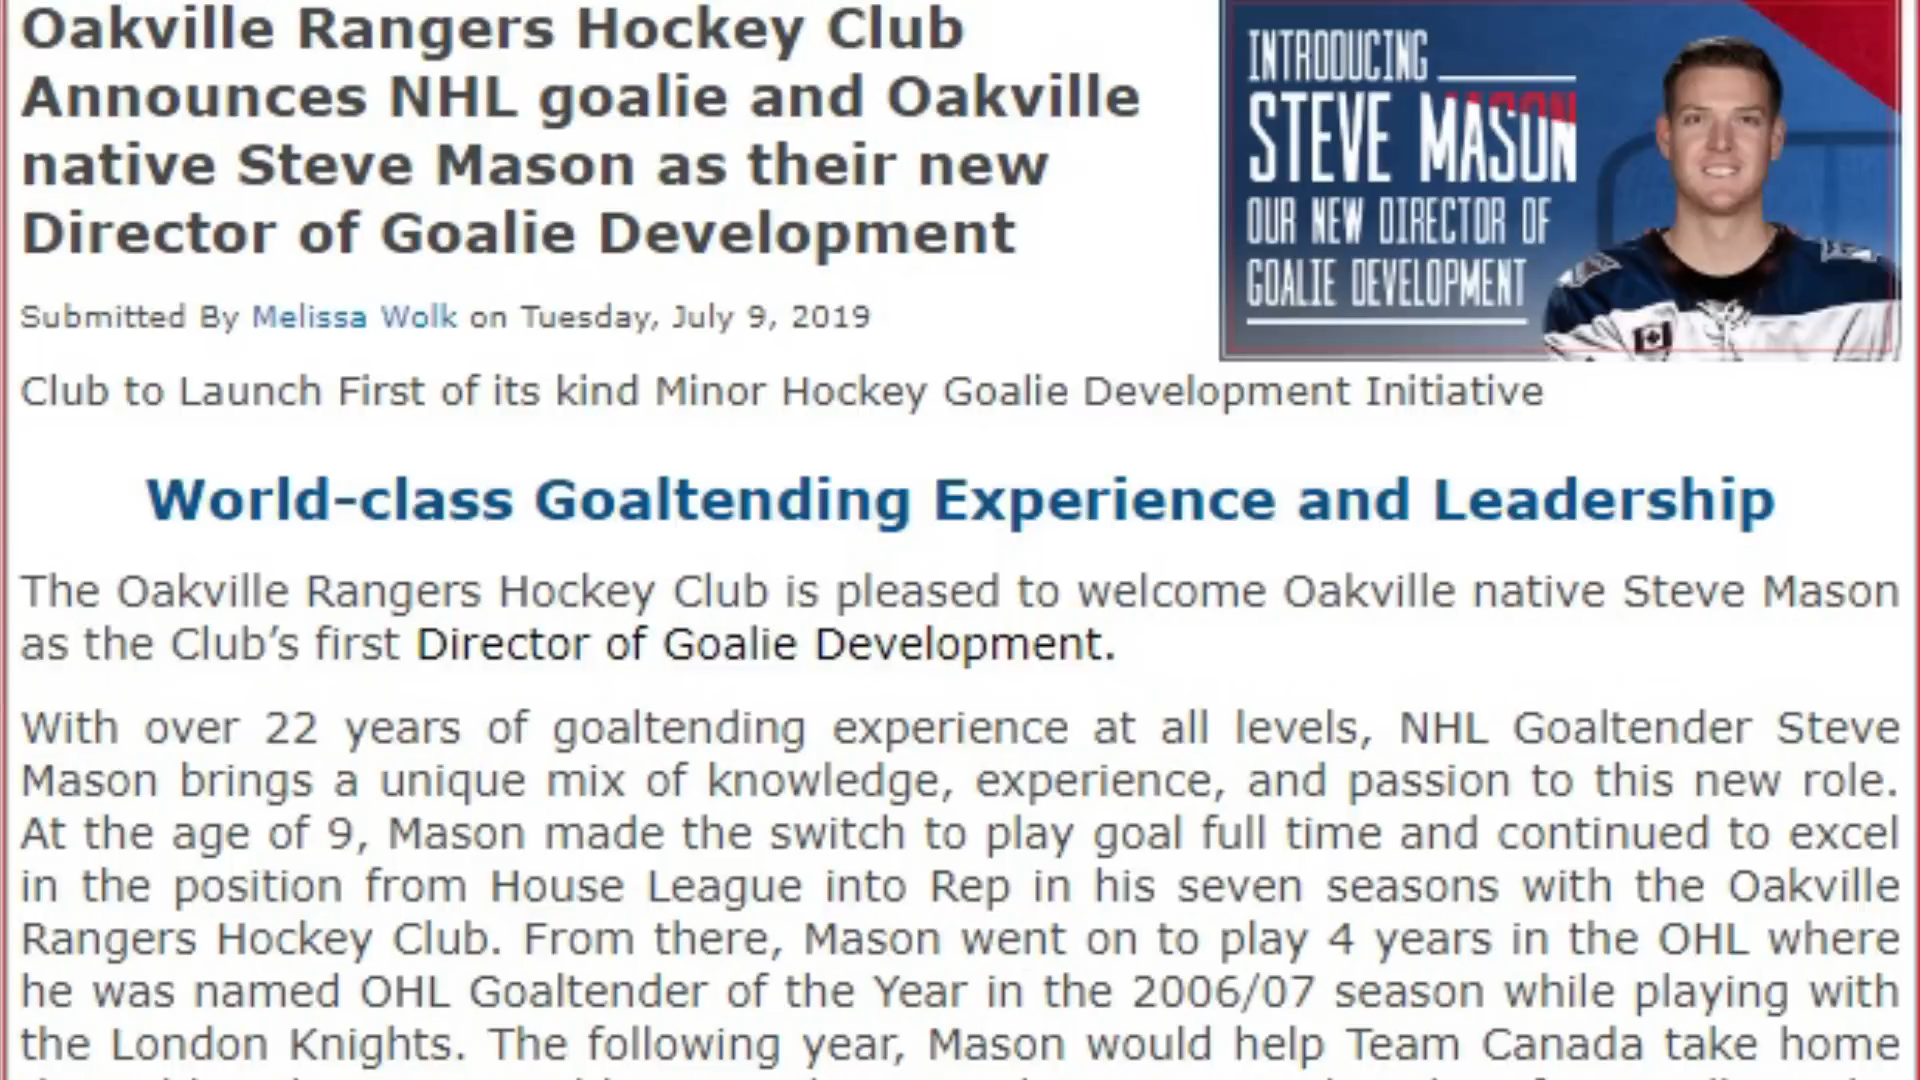 Oakville Rangers Hockey Club
Announces NHL goalie and Oakville
native Steve Mason as their new
Director of Goalie Development
Submitted By Melissa Wolk on Tuesday, July 9, 2019
INTRODUCING
STEVE MASON
OUR NEW DIRECTOR OF
GOALIE DEVELOPMENT
Club to Launch First of its kind Minor Hockey Goalie Development Initiative
World-class Goaltending Experience and Leadership
The Oakville Rangers Hockey Club is pleased to welcome Oakville native Steve Mason
as the Club’s first Director of Goalie Development.
With over 22 years of goaltending experience at all levels, NHL Goaltender Steve
Mason brings a unique mix of knowledge, experience, and passion to this new role.
At the age of 9, Mason made the switch to play goal full time and continued to excel
in the position from House League into Rep in his seven seasons with the Oakville
Rangers Hockey Club. From there, Mason went on to play 4 years in the OHL where
he was named OHL Goaltender of the Year in the 2006/07 season while playing with
the London Knights. The following year, Mason would help Team Canada take home